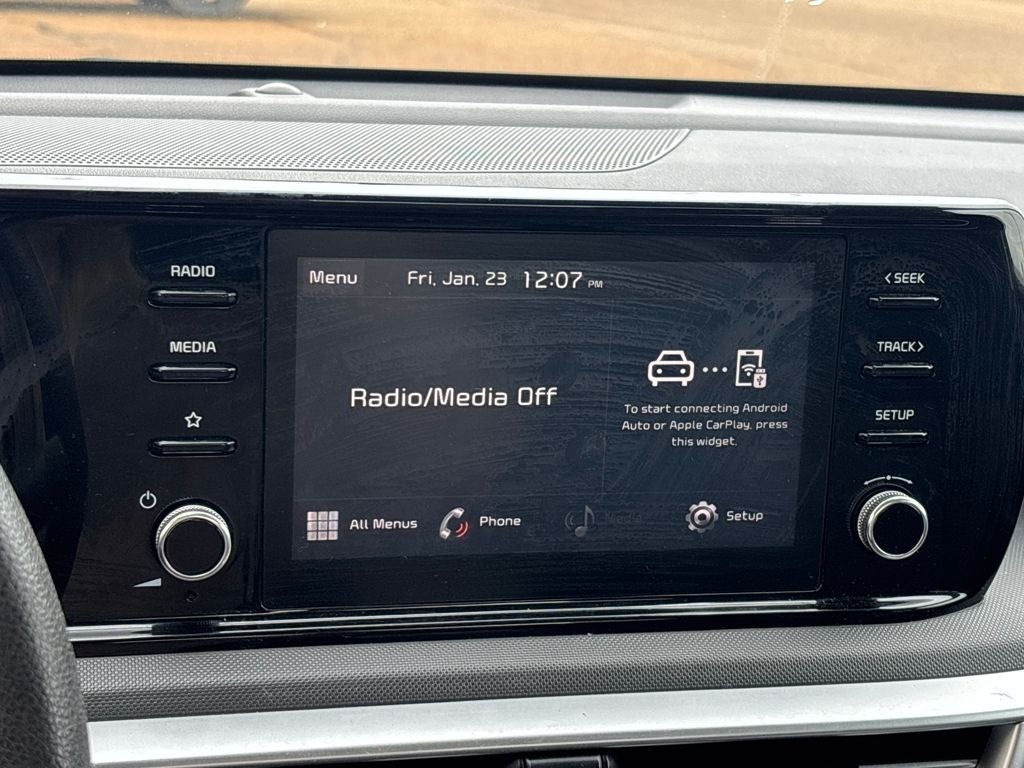 RADIO
MEDIA
Menu
Fri, Jan. 23 12:07 PM
Radio/Media Off
To start connecting Android
Auto or Apple CarPlay, press
this widget.
All Menus
Phone
Media
Setup
< SEEK
TRACK >
SETUP